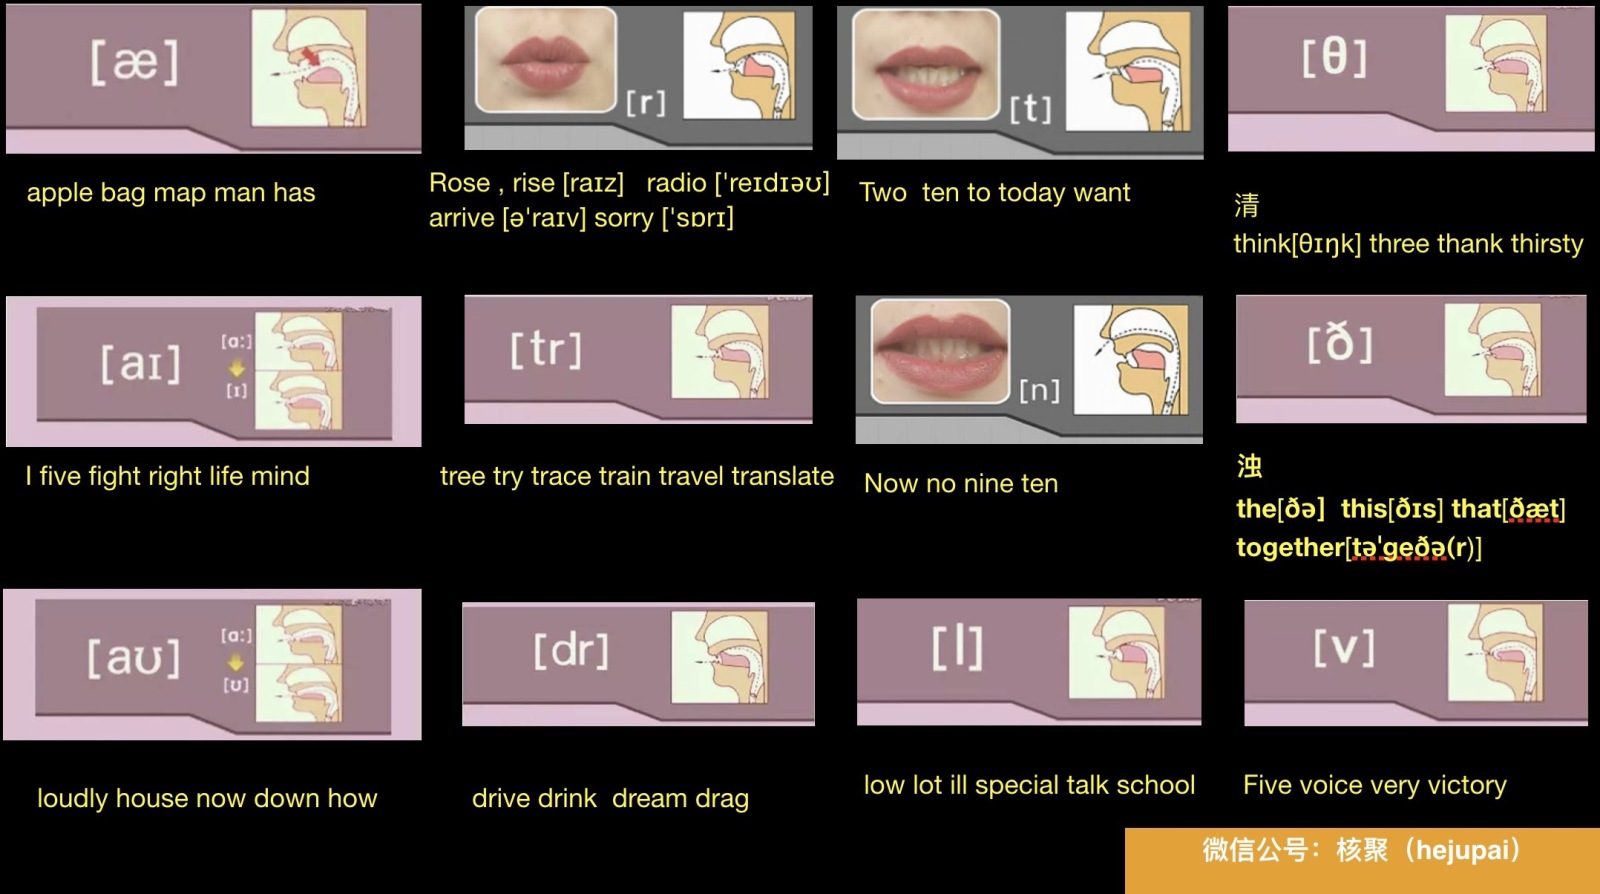 [æ]
apple bag map man has
[r]
Rose , rise [raɪz]   radio ['reɪdɪəʊ]
arrive [ə'raɪv] sorry ['sɒrɪ]
[t]
Two  ten to today want
[θ]
清
think[θɪŋk] three thank thirsty
[aɪ]
[ɑ:]
[ɪ]
I five fight right life mind
[tr]
tree try trace train travel translate
[n]
Now no nine ten
[ð]
浊
the[ðə]  this[ðɪs] that[ðæt]
together[tə'geðə(r)]
[aʊ]
[ɑ:]
[ʊ]
loudly house now down how
[dr]
drive drink  dream drag
[l]
low lot ill special talk school
[v]
Five voice very victory
微信公号：核聚（hejupai）